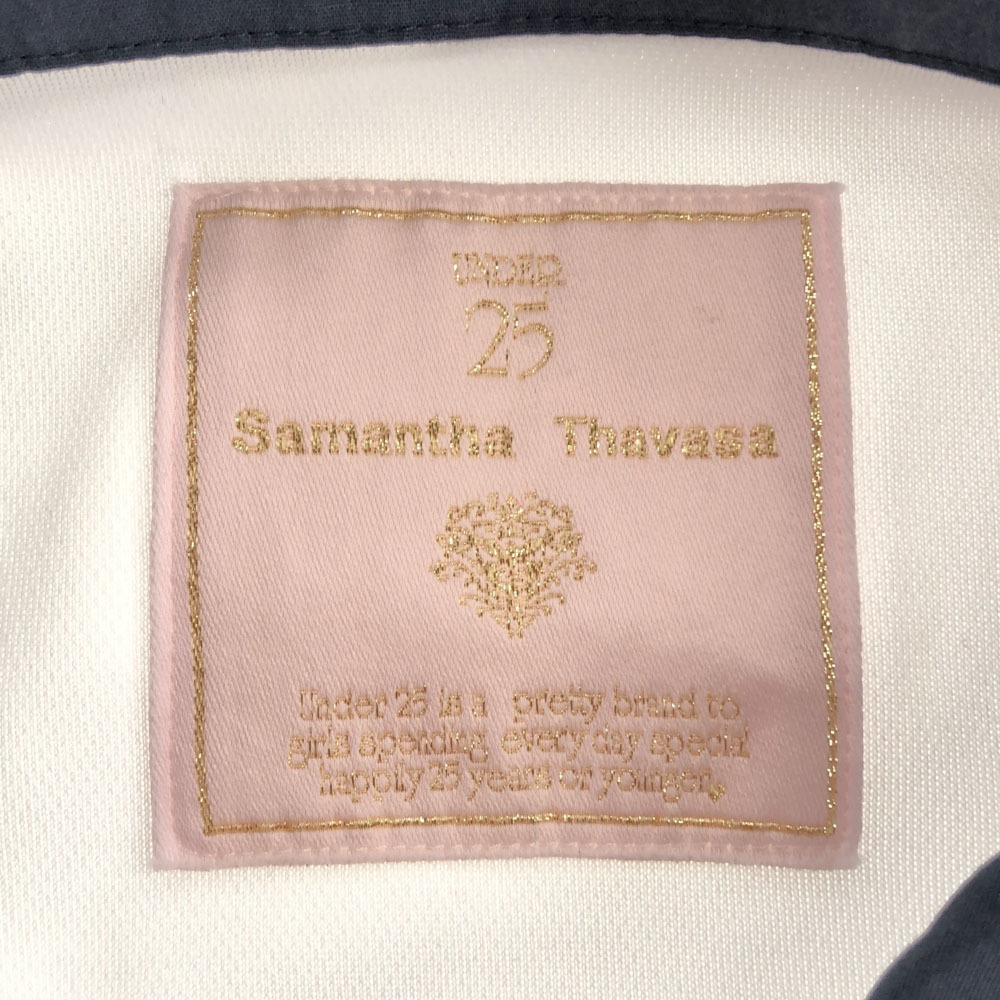 UNDER
25
Samantha Thavasa
Under 25 is a pretty brand to
girls spending every day special
happily 25 years or younger.